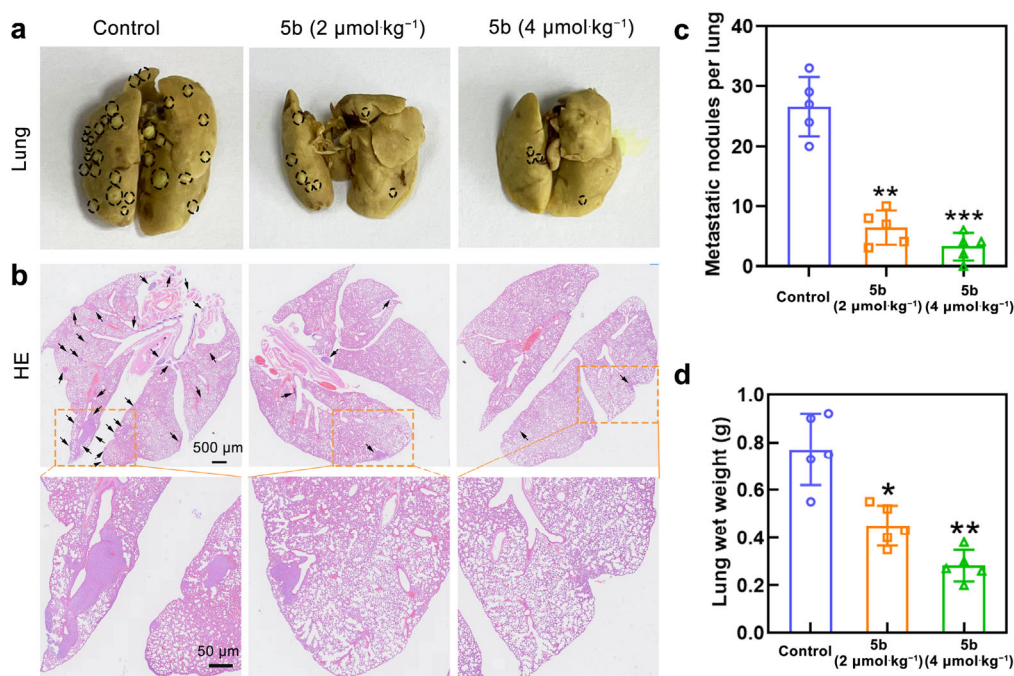 a
Control
5b (2 μmol·kg⁻¹)
5b (4 μmol·kg⁻¹)
Lung
b
HE
500 μm
50 μm
c
Metastatic nodules per lung
40
30
20
10
0
**
***
Control
5b
(2 μmol·kg⁻¹)
5b
(4 μmol·kg⁻¹)
d
Lung wet weight (g)
1.0
0.8
0.6
0.4
0.2
0.0
*
**
Control
5b
(2 μmol·kg⁻¹)
5b
(4 μmol·kg⁻¹)